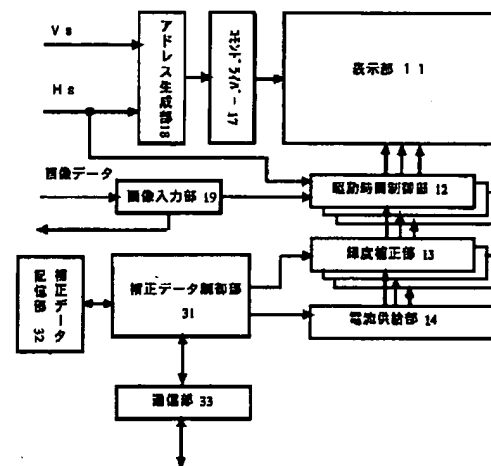 Vs
アドレス生成部18
コモンドライバー17
表示部 11
Hs
画像データ
駆動時間制御部 12
画像入力部 19
輝度補正部 13
補正データ記憶部 32
補正データ制御部
31
電流供給部 14
通信部 33